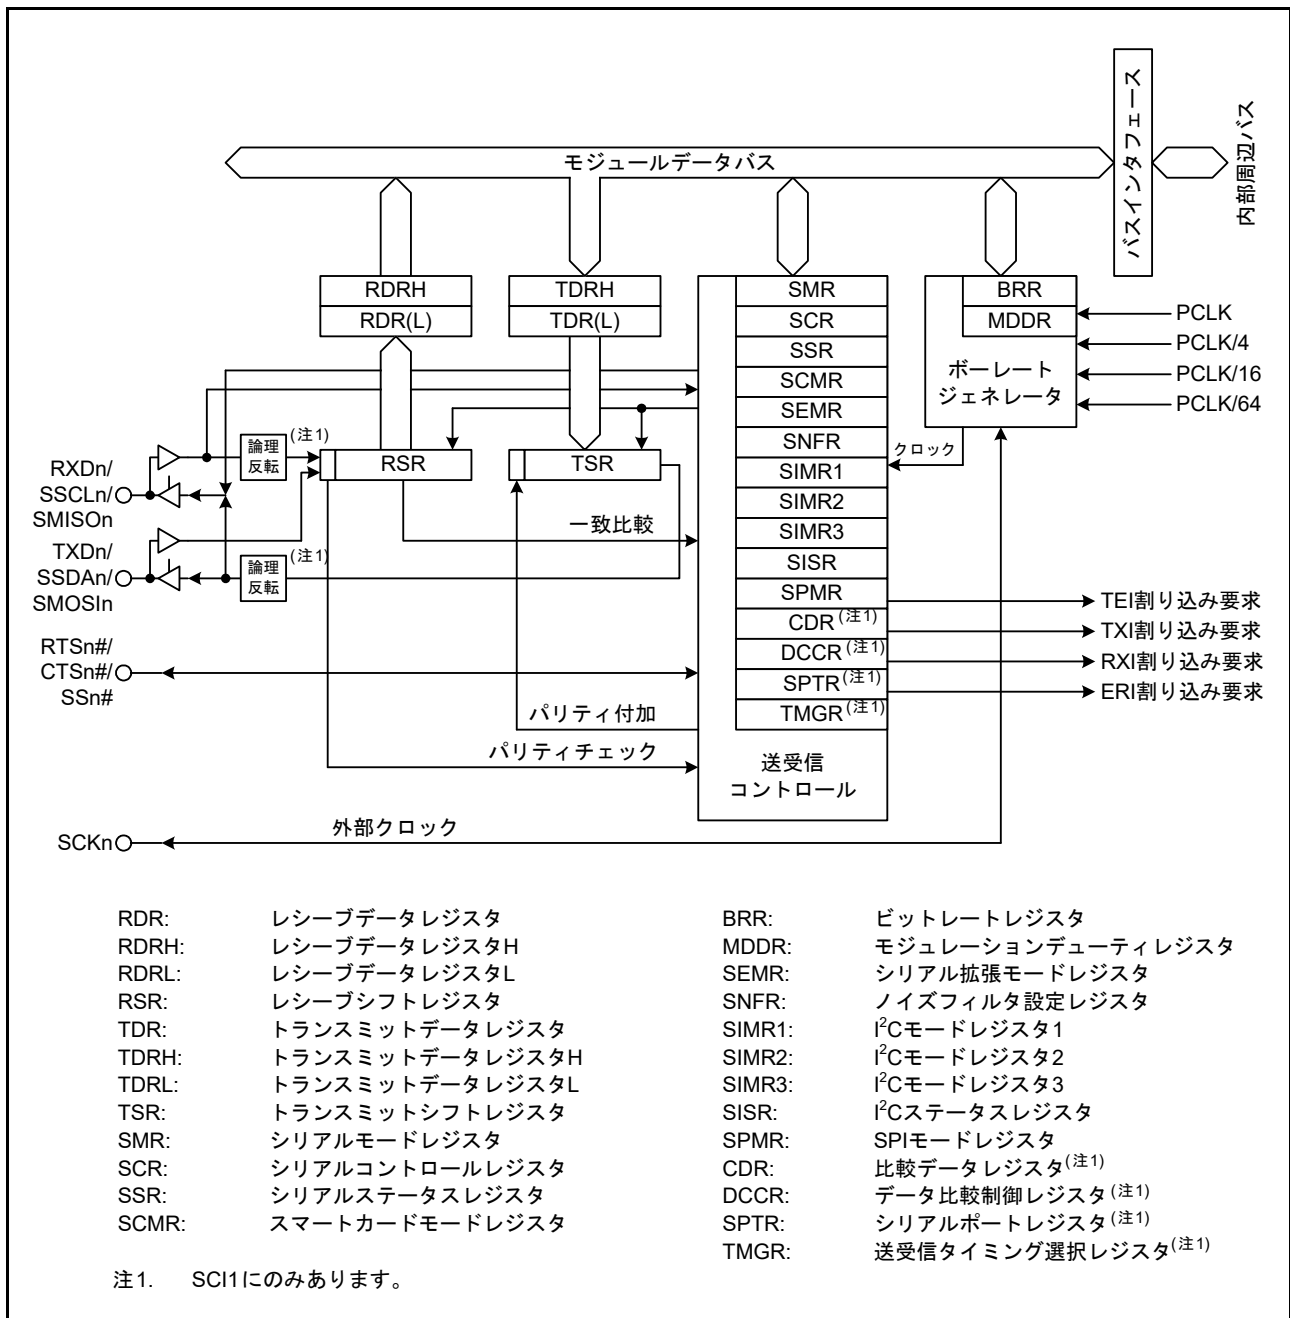 モジュールデータバス
バスインタフェース
内部周辺バス
RDRH
RDR(L)
TDRH
TDR(L)
SMR
SCR
SSR
SCMR
SEMR
SNFR
SIMR1
SIMR2
SIMR3
SISR
SPMR
CDR(注1)
DCCR(注1)
SPTR(注1)
TMGR(注1)
送受信
コントロール
BRR
MDDR
ボーレート
ジェネレータ
PCLK
PCLK/4
PCLK/16
PCLK/64
クロック
RXDn/
SSCLn/
SMISOn
論理
反転
(注1)
RSR
TSR
一致比較
TXDn/
SSDAn/
SMOSIn
論理
反転
(注1)
RTSn#/
CTSn#/
SSn#
パリティ付加
パリティチェック
TEI割り込み要求
TXI割り込み要求
RXI割り込み要求
ERI割り込み要求
SCKn
外部クロック
RDR: レシーブデータレジスタ
RDRH: レシーブデータレジスタH
RDRL: レシーブデータレジスタL
RSR: レシーブシフトレジスタ
TDR: トランスミットデータレジスタ
TDRH: トランスミットデータレジスタH
TDRL: トランスミットデータレジスタL
TSR: トランスミットシフトレジスタ
SMR: シリアルモードレジスタ
SCR: シリアルコントロールレジスタ
SSR: シリアルステータスレジスタ
SCMR: スマートカードモードレジスタ
BRR: ビットレートレジスタ
MDDR: モジュレーションデューティレジスタ
SEMR: シリアル拡張モードレジスタ
SNFR: ノイズフィルタ設定レジスタ
SIMR1: I²Cモードレジスタ1
SIMR2: I²Cモードレジスタ2
SIMR3: I²Cモードレジスタ3
SISR: I²Cステータスレジスタ
SPMR: SPIモードレジスタ
CDR: 比較データレジスタ(注1)
DCCR: データ比較制御レジスタ(注1)
SPTR: シリアルポートレジスタ(注1)
TMGR: 送受信タイミング選択レジスタ(注1)
注1. SCI1にのみあります。